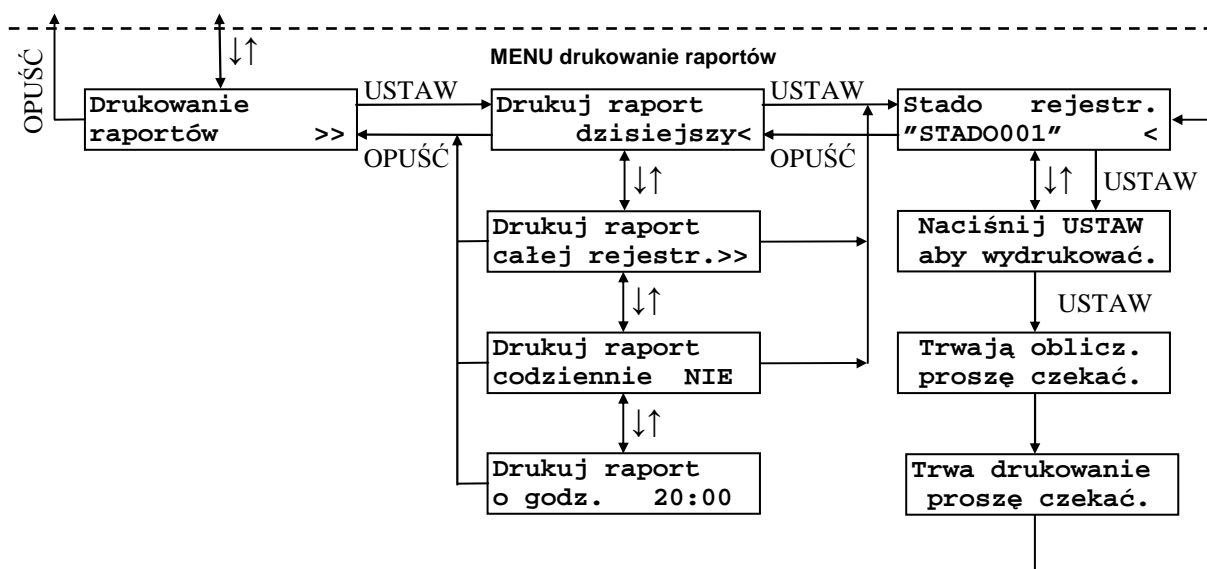 MENU drukowanie raportów
OPUŚĆ
↓↑
Drukowanie
raportów >>
USTAW
OPUŚĆ
Drukuj raport
dzisiejszy<
USTAW
OPUŚĆ
Stado rejestr.
"STADO001" <
↓↑
↓↑
USTAW
Drukuj raport
całej rejestr.>>
Naciśnij USTAW
aby wydrukować.
↓↑
USTAW
Drukuj raport
codziennie NIE
Trwają oblicz.
proszę czekać.
↓↑
Drukuj raport
o godz. 20:00
Trwa drukowanie
proszę czekać.